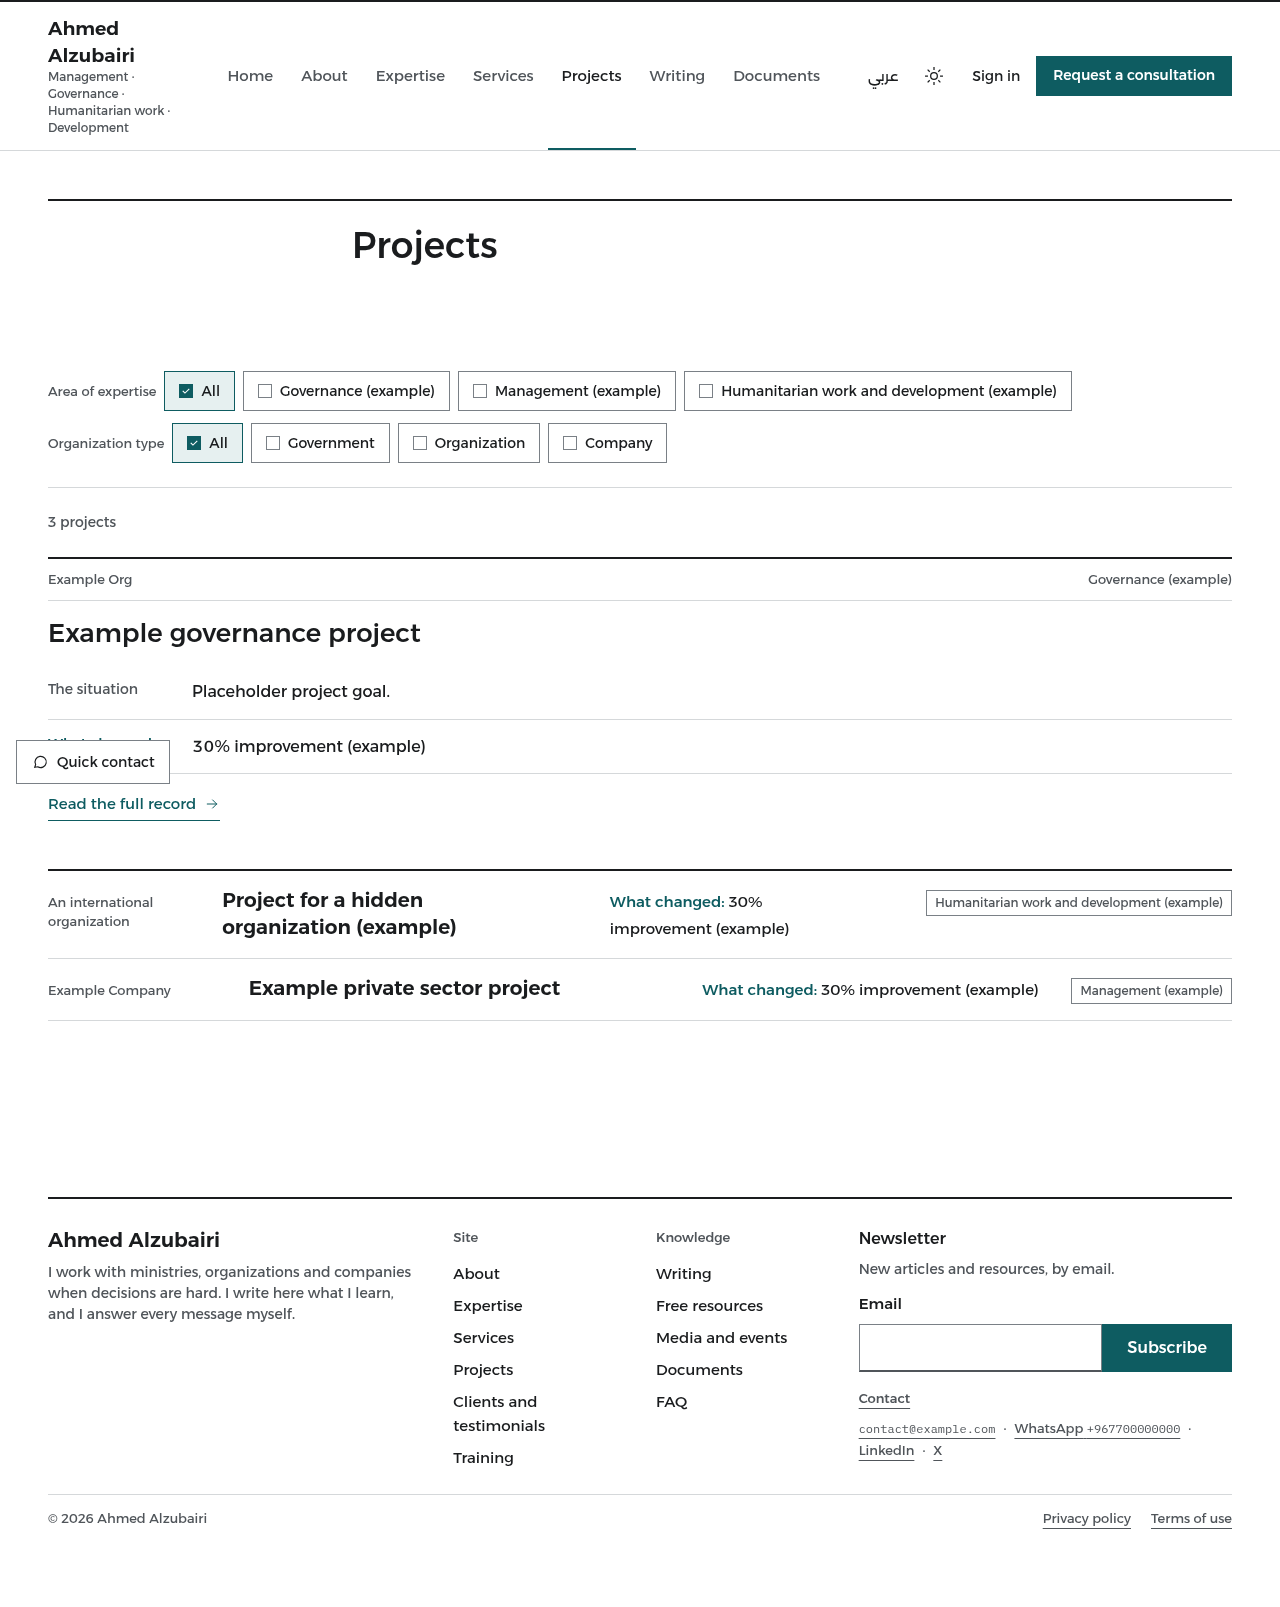 Ahmed
Alzubairi
Management ·
Governance ·
Humanitarian work ·
Development
Home
About
Expertise
Services
Projects
Writing
Documents
عربي
Sign in
Request a consultation
Projects
Area of expertise
All
Governance (example)
Management (example)
Humanitarian work and development (example)
Organization type
All
Government
Organization
Company
3 projects
Example Org
Governance (example)
Example governance project
The situation
Placeholder project goal.
30% improvement (example)
Quick contact
Read the full record →
An international
organization
Project for a hidden
organization (example)
What changed: 30%
improvement (example)
Humanitarian work and development (example)
Example Company
Example private sector project
What changed: 30% improvement (example)
Management (example)
Ahmed Alzubairi
I work with ministries, organizations and companies
when decisions are hard. I write here what I learn,
and I answer every message myself.
Site
About
Expertise
Services
Projects
Clients and
testimonials
Training
Knowledge
Writing
Free resources
Media and events
Documents
FAQ
Newsletter
New articles and resources, by email.
Email
Subscribe
Contact
contact@example.com · WhatsApp +967700000000 ·
LinkedIn · X
© 2026 Ahmed Alzubairi
Privacy policy
Terms of use